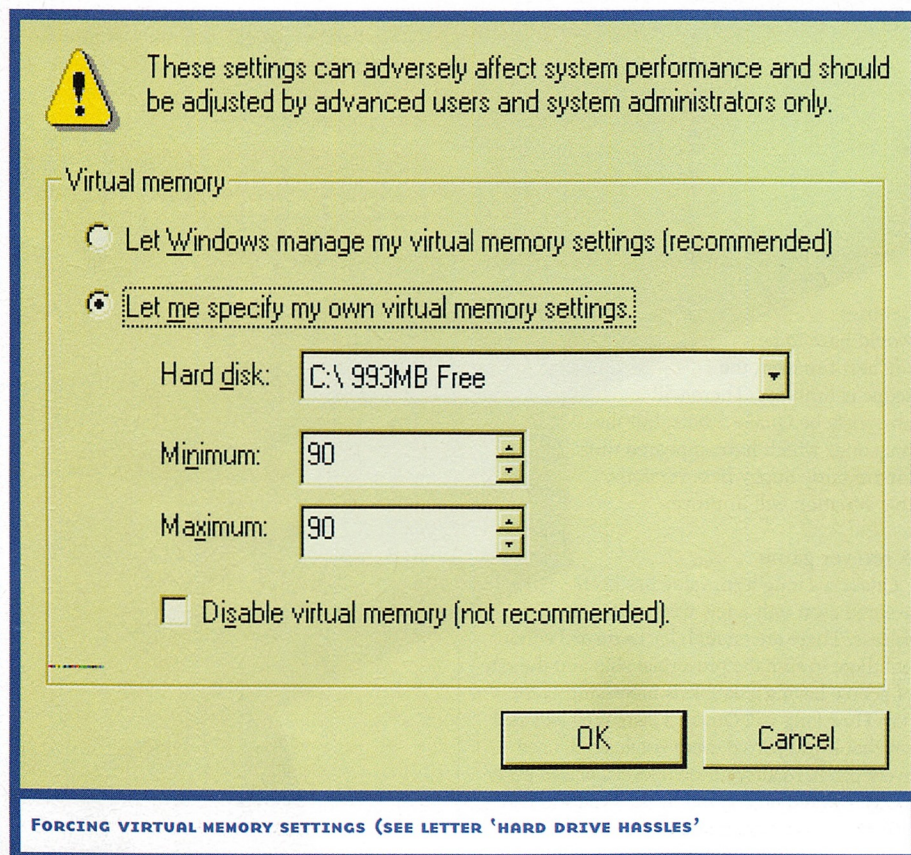 These settings can adversely affect system performance and should
be adjusted by advanced users and system administrators only.
Virtual memory
Let Windows manage my virtual memory settings (recommended)
Let me specify my own virtual memory settings.
Hard disk: C:\ 993MB Free
Minimum: 90
Maximum: 90
Disable virtual memory (not recommended).
OK Cancel
FORCING VIRTUAL MEMORY SETTINGS (SEE LETTER ‘HARD DRIVE HASSLES’